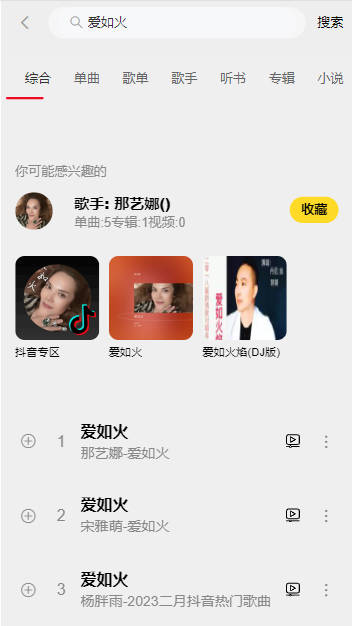 爱如火
搜索
综合 单曲 歌单 歌手 听书 专辑 小说
你可能感兴趣的
歌手: 那艺娜()
单曲:5专辑:1视频:0
收藏
爱如火焰
抖音专区
爱如火
爱如火焰(DJ版)
1
爱如火
那艺娜-爱如火
2
爱如火
宋雅萌-爱如火
3
爱如火
杨胖雨-2023二月抖音热门歌曲